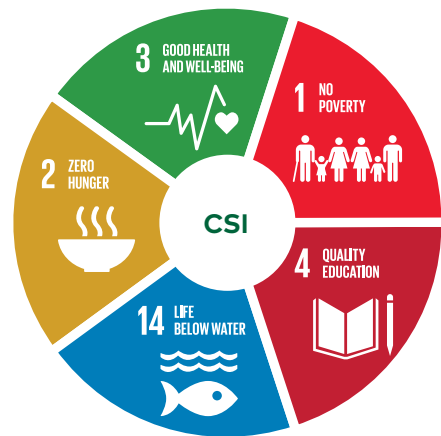 3 GOOD HEALTH
AND WELL-BEING
1 NO
POVERTY
2 ZERO
HUNGER
CSI
4 QUALITY
EDUCATION
14 LIFE
BELOW WATER